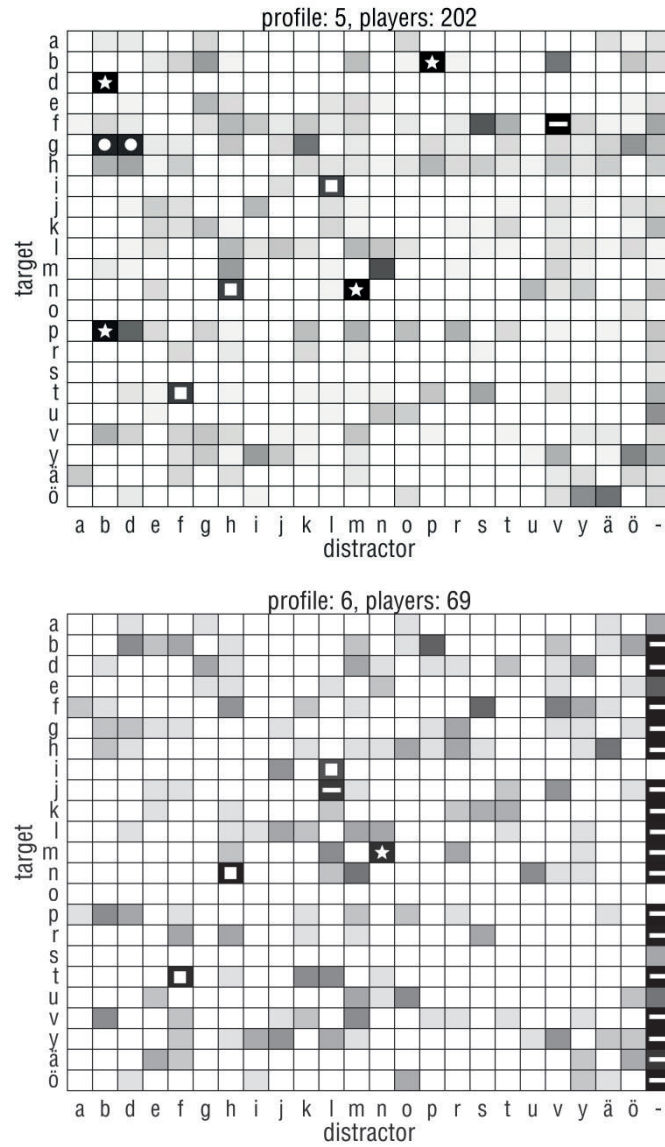 profile: 5, players: 202
a
b
d
e
f
g
h
i
j
k
l
m
n
o
p
r
s
t
u
v
y
ä
ö
target
a b d e f g h i j k l m n o p r s t u v y ä ö -
distractor
profile: 6, players: 69
a
b
d
e
f
g
h
i
j
k
l
m
n
o
p
r
s
t
u
v
y
ä
ö
target
a b d e f g h i j k l m n o p r s t u v y ä ö -
distractor